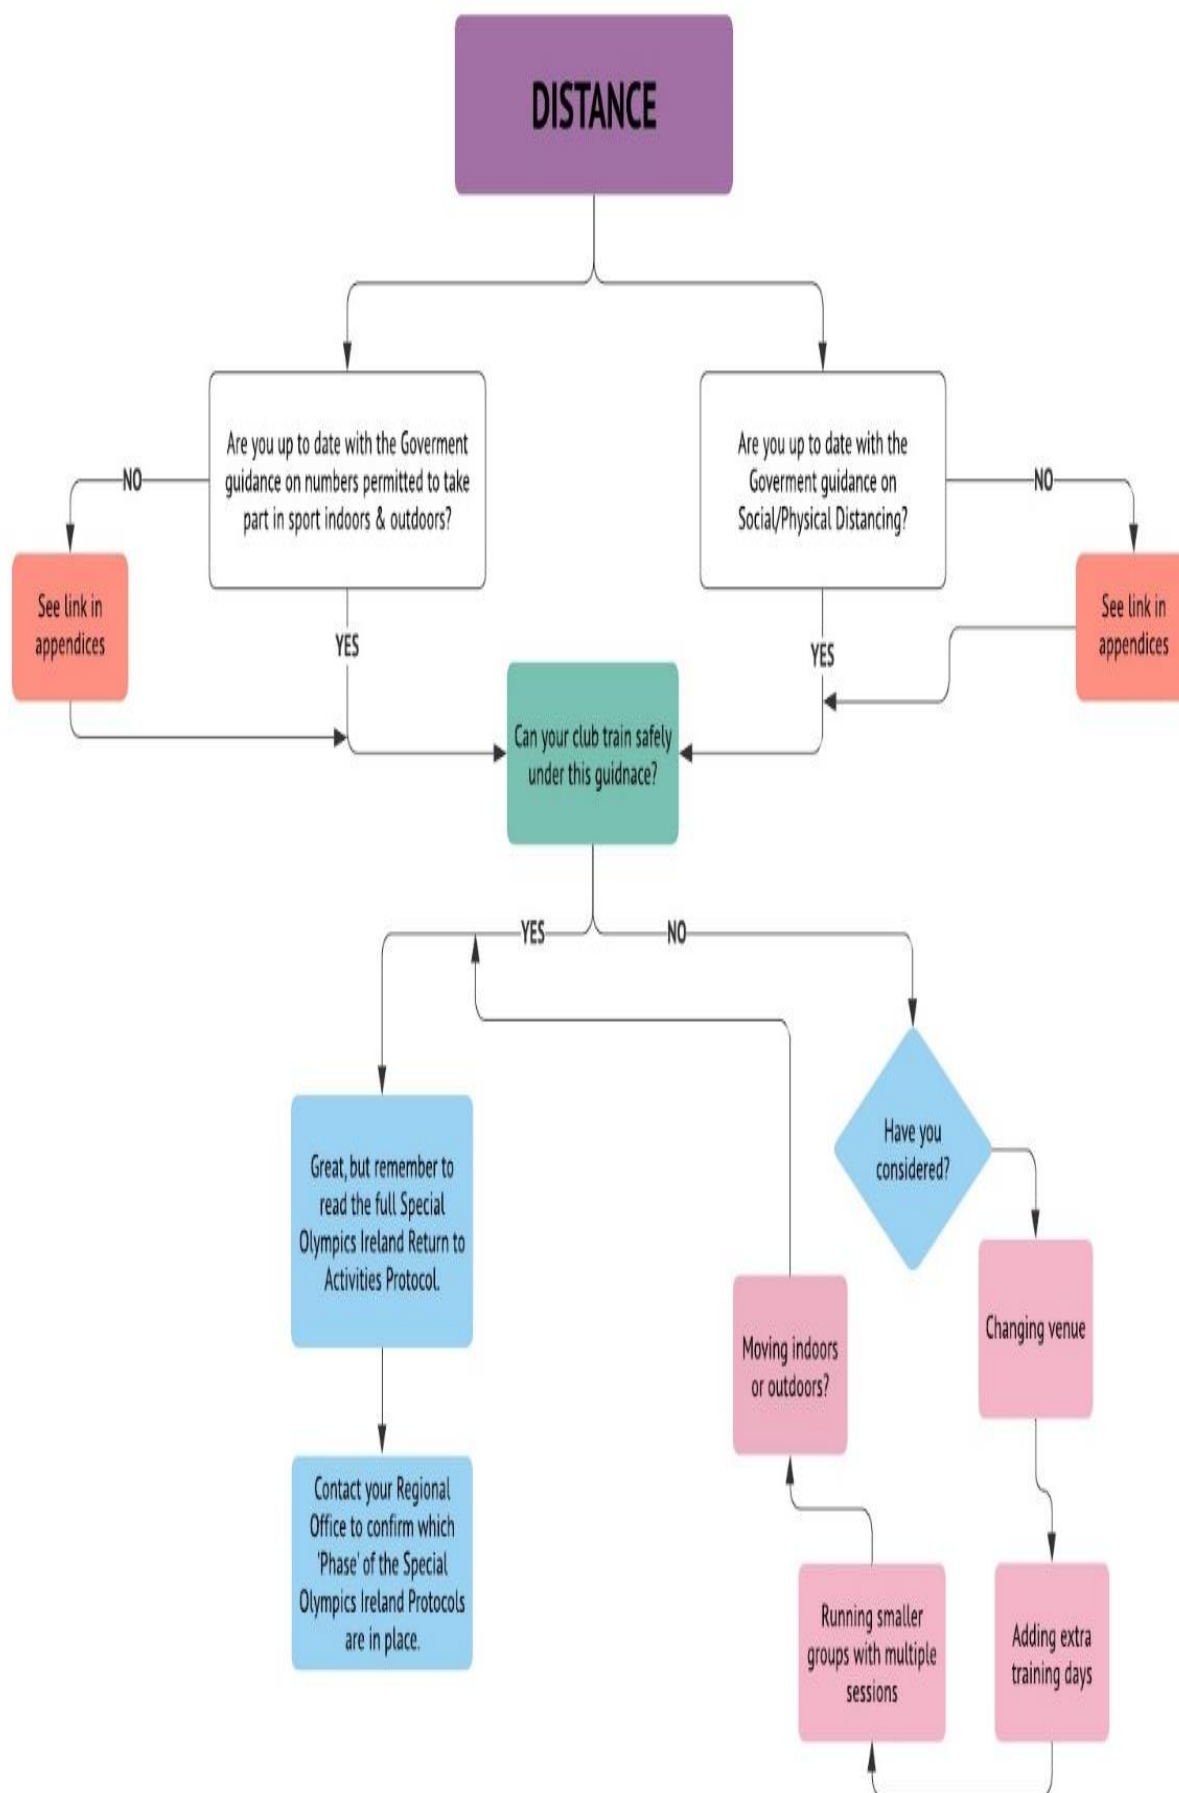 DISTANCE
Are you up to date with the Goverment
guidance on numbers permitted to take
part in sport indoors & outdoors?
Are you up to date with the
Goverment guidance on
Social/Physical Distancing?
NO
NO
See link in
appendices
See link in
appendices
YES
YES
Can your club train safely
under this guidnace?
YES
NO
Great, but remember to
read the full Special
Olympics Ireland Return to
Activities Protocol.
Have you
considered?
Changing venue
Moving indoors
or outdoors?
Contact your Regional
Office to confirm which
'Phase' of the Special
Olympics Ireland Protocols
are in place.
Running smaller
groups with multiple
sessions
Adding extra
training days